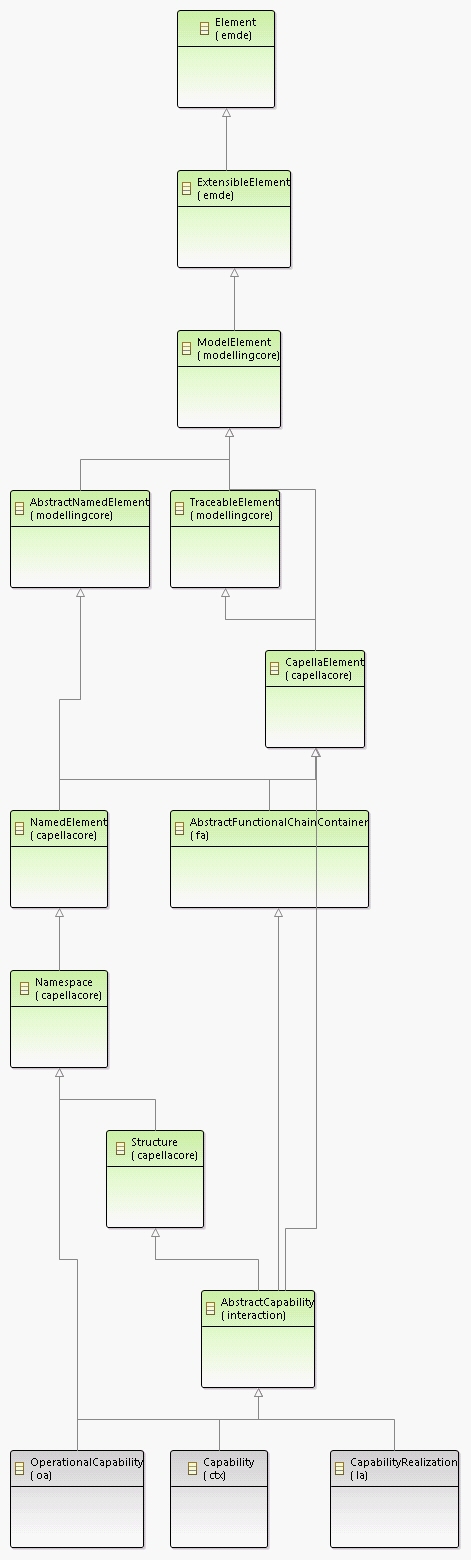 Element
( emde)
ExtensibleElement
( emde)
ModelElement
( modellingcore)
AbstractNamedElement
( modellingcore)
TraceableElement
( modellingcore)
CapellaElement
( capellacore)
NamedElement
( capellacore)
AbstractFunctionalChainContainer
( fa)
Namespace
( capellacore)
Structure
( capellacore)
AbstractCapability
( interaction)
OperationalCapability
( oa)
Capability
( ctx)
CapabilityRealization
( la)